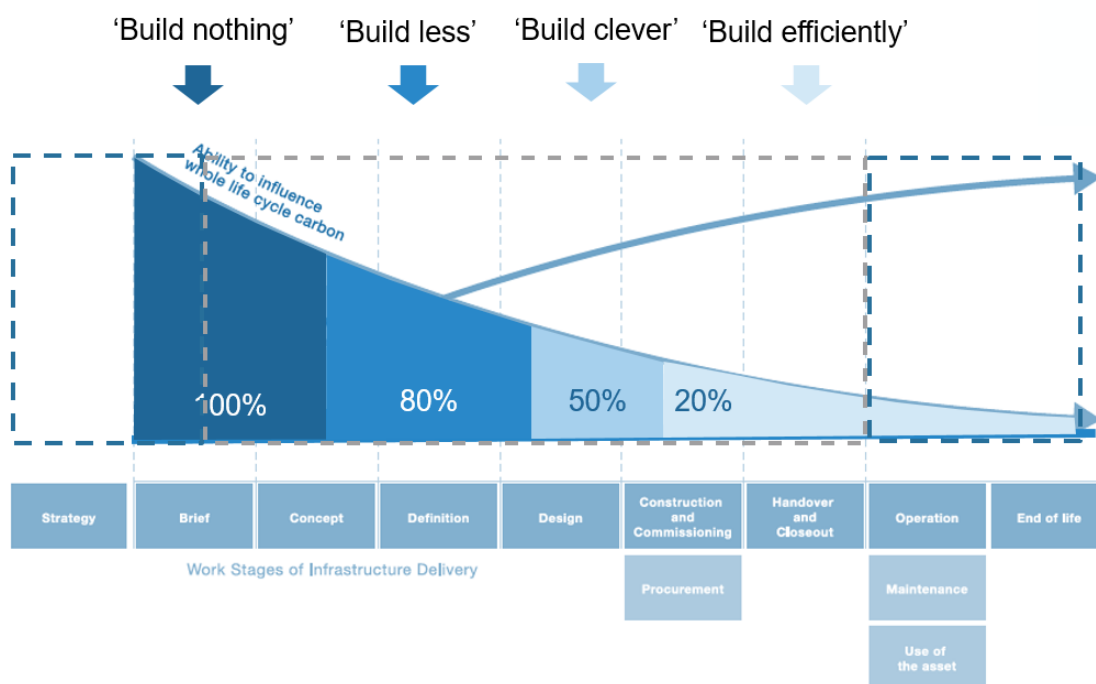 ‘Build nothing’
‘Build less’
‘Build clever’
‘Build efficiently’
Ability to influence
whole life cycle carbon
100%
80%
50%
20%
Strategy
Brief
Concept
Definition
Design
Construction
and
Commissioning
Handover
and
Closeout
Operation
End of life
Work Stages of Infrastructure Delivery
Procurement
Maintenance
Use of
the asset